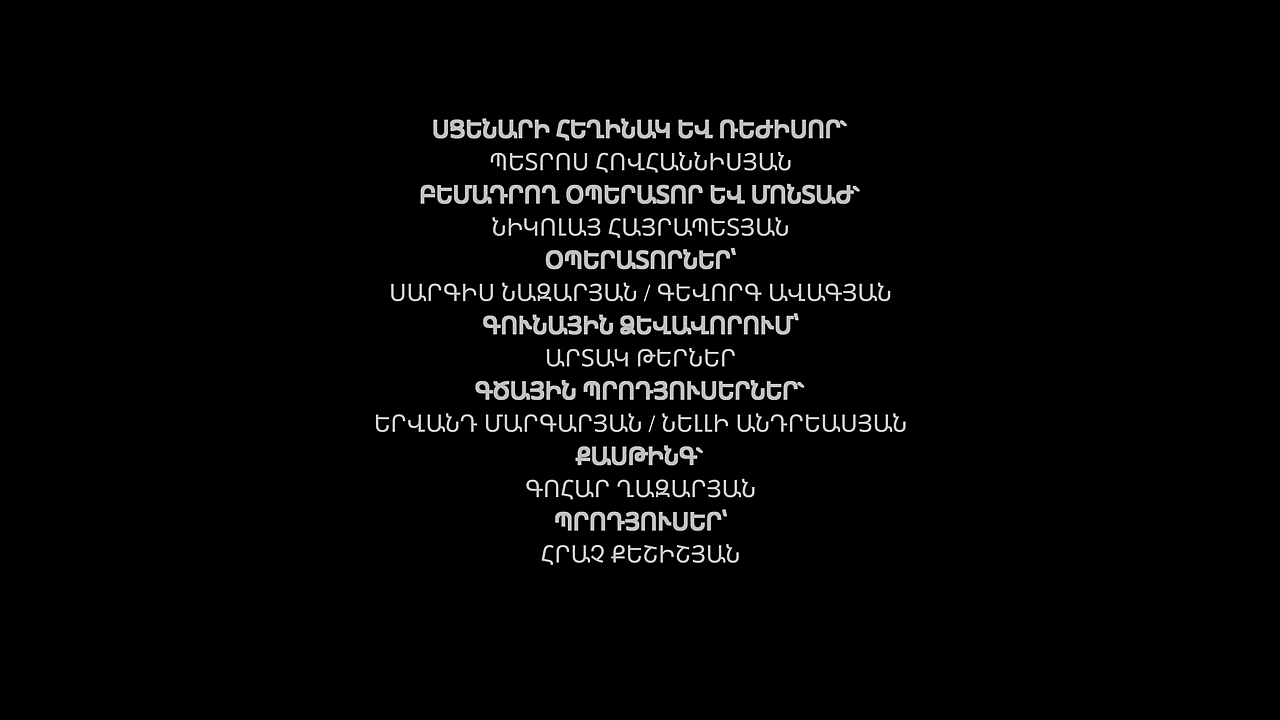 ՍՑԵՆԱՐԻ ՀԵՂԻՆԱԿ ԵՎ ՌԵԺԻՍՈՐ՝
ՊԵՏՐՈՍ ՀՈՎՀԱՆՆԻՍՅԱՆ
ԲԵՄԱԴՐՈՂ ՕՊԵՐԱՏՈՐ ԵՎ ՄՈՆՏԱԺ՝
ՆԻԿՈԼԱՅ ՀԱՅՐԱՊԵՏՅԱՆ
ՕՊԵՐԱՏՈՐՆԵՐ՝
ՍԱՐԳԻՍ ՆԱԶԱՐՅԱՆ / ԳԵՎՈՐԳ ԱՎԱԳՅԱՆ
ԳՈՒՆԱՅԻՆ ՁԵՎԱՎՈՐՈՒՄ՝
ԱՐՏԱԿ ԹԵՐՆԵՐ
ԳԾԱՅԻՆ ՊՐՈԴՅՈՒՍԵՐՆԵՐ՝
ԵՐՎԱՆԴ ՄԱՐԳԱՐՅԱՆ / ՆԵԼԼԻ ԱՆԴՐԵԱՍՅԱՆ
ՔԱՍԹԻՆԳ՝
ԳՈՀԱՐ ՂԱԶԱՐՅԱՆ
ՊՐՈԴՅՈՒՍԵՐ՝
ՀՐԱՉ ՔԵՇԻՇՅԱՆ